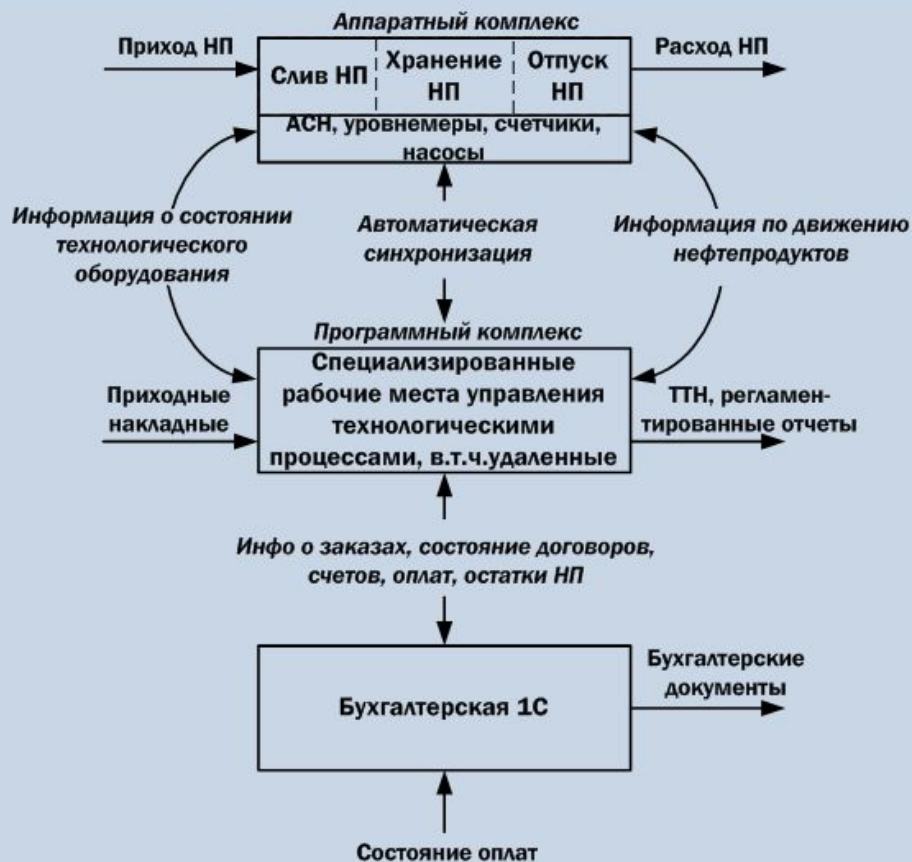 Аппаратный комплекс
Приход НП
Расход НП
Слив НП
Хранение
НП
Отпуск
НП
АСН, уровнемеры, счетчики,
насосы
Информация о состоянии
технологического
оборудования
Автоматическая
синхронизация
Информация по движению
нефтепродуктов
Программный комплекс
Специализированные
рабочие места управления
технологическими
процессами, в.т.ч.удаленные
Приходные
накладные
ТТН, регламен-
тированные отчеты
Инфо о заказах, состояние договоров,
счетов, оплат, остатки НП
Бухгалтерская 1С
Бухгалтерские
документы
Состояние оплат